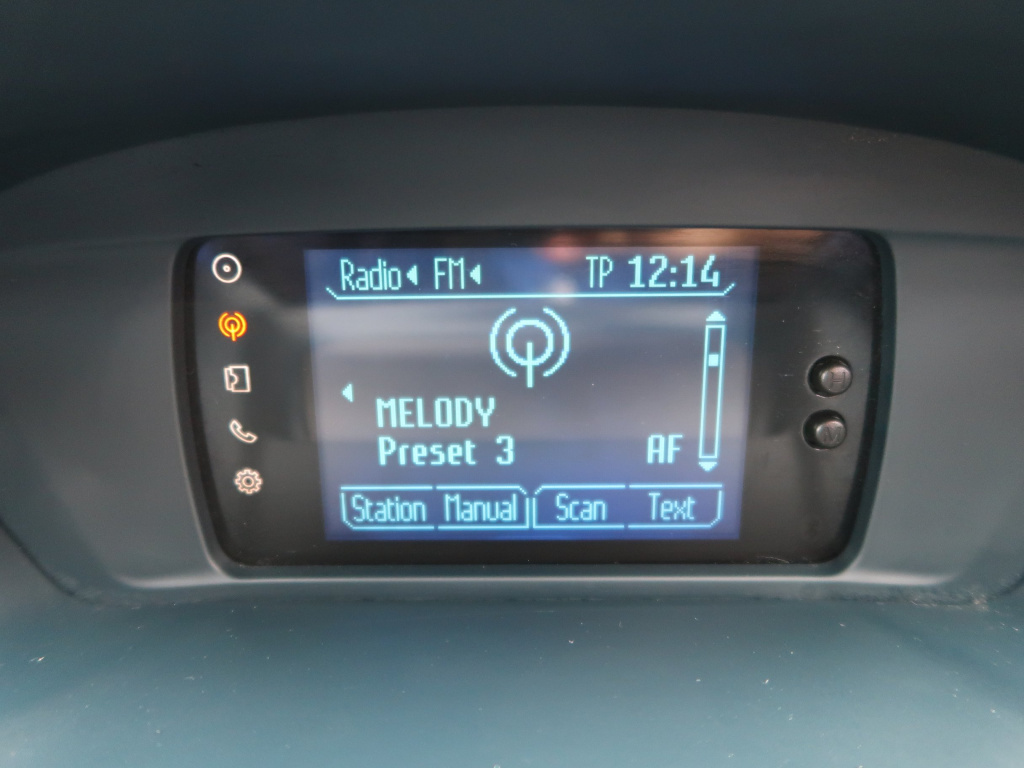 Radio FM TP 12:14
MELODY
Preset 3 AF
Station Manual Scan Text
H
M